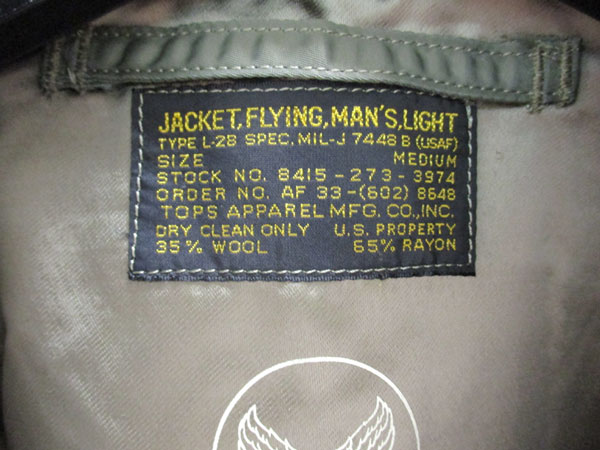 JACKET, FLYING, MAN'S, LIGHT
TYPE L-2B SPEC. MIL-J 7448 B (USAF)
SIZE MEDIUM
STOCK NO. 8415-273-3974
ORDER NO. AF 33-(602) 8648
TOPS APPAREL MFG. CO., INC.
DRY CLEAN ONLY U.S. PROPERTY
35% WOOL 65% RAYON